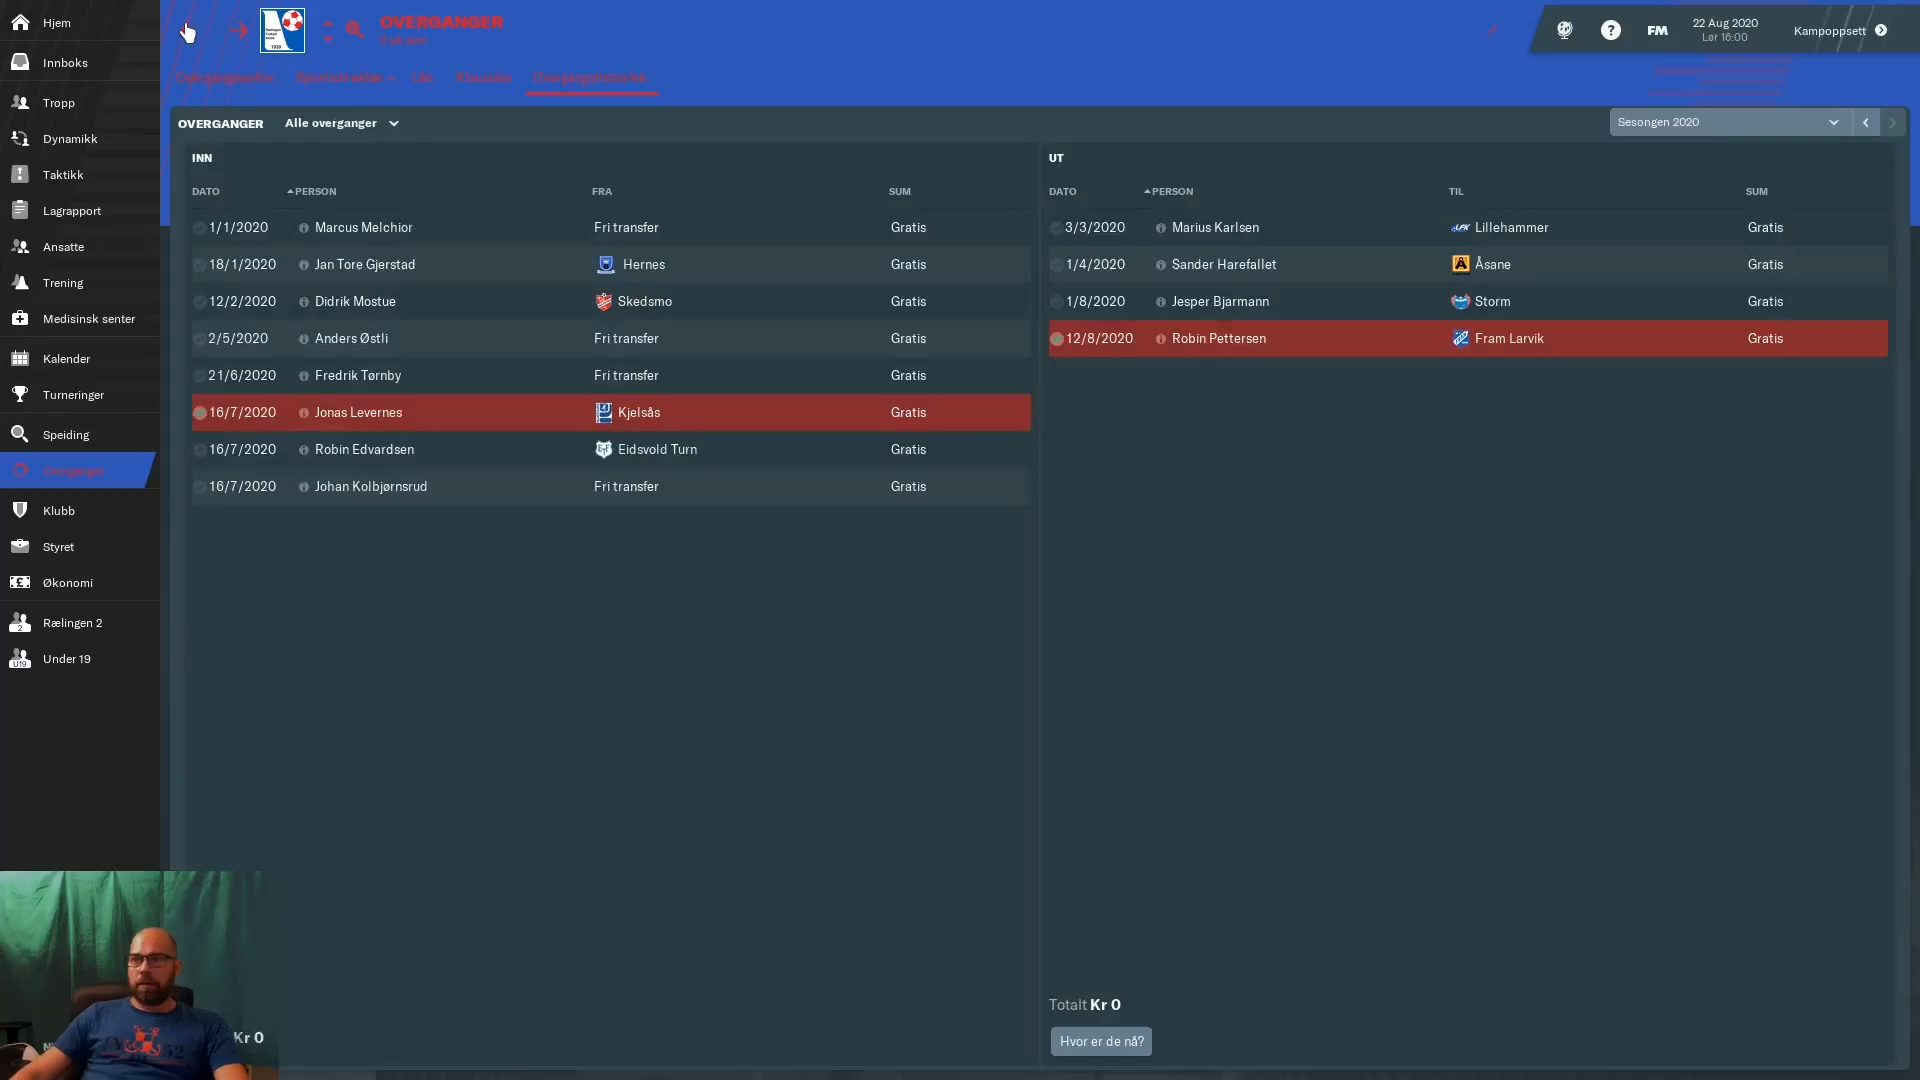 Hjem
Innboks
Tropp
Dynamikk
Taktikk
Lagrapport
Ansatte
Trening
Medisinsk senter
Kalender
Turneringer
Speiding
Overganger
Klubb
Styret
Økonomi
Rælingen 2
Under 19
OVERGANGER
Klausuler
Overgangshistorikk
FM
22 Aug 2020
Lør 16:00
Kampoppsett
OVERGANGER Alle overganger
Sesongen 2020
INN
DATO PERSON FRA SUM
1/1/2020 Marcus Melchior Fri transfer Gratis
18/1/2020 Jan Tore Gjerstad Hernes Gratis
12/2/2020 Didrik Mostue Skedsmo Gratis
2/5/2020 Anders Østli Fri transfer Gratis
21/6/2020 Fredrik Tørnby Fri transfer Gratis
16/7/2020 Jonas Levernes Kjelsås Gratis
16/7/2020 Robin Edvardsen Eidsvold Turn Gratis
16/7/2020 Johan Kolbjørnsrud Fri transfer Gratis
Kr 0
UT
DATO PERSON TIL SUM
3/3/2020 Marius Karlsen Lillehammer Gratis
1/4/2020 Sander Harefallet Åsane Gratis
1/8/2020 Jesper Bjarmann Storm Gratis
12/8/2020 Robin Pettersen Fram Larvik Gratis
Totalt Kr 0
Hvor er de nå?